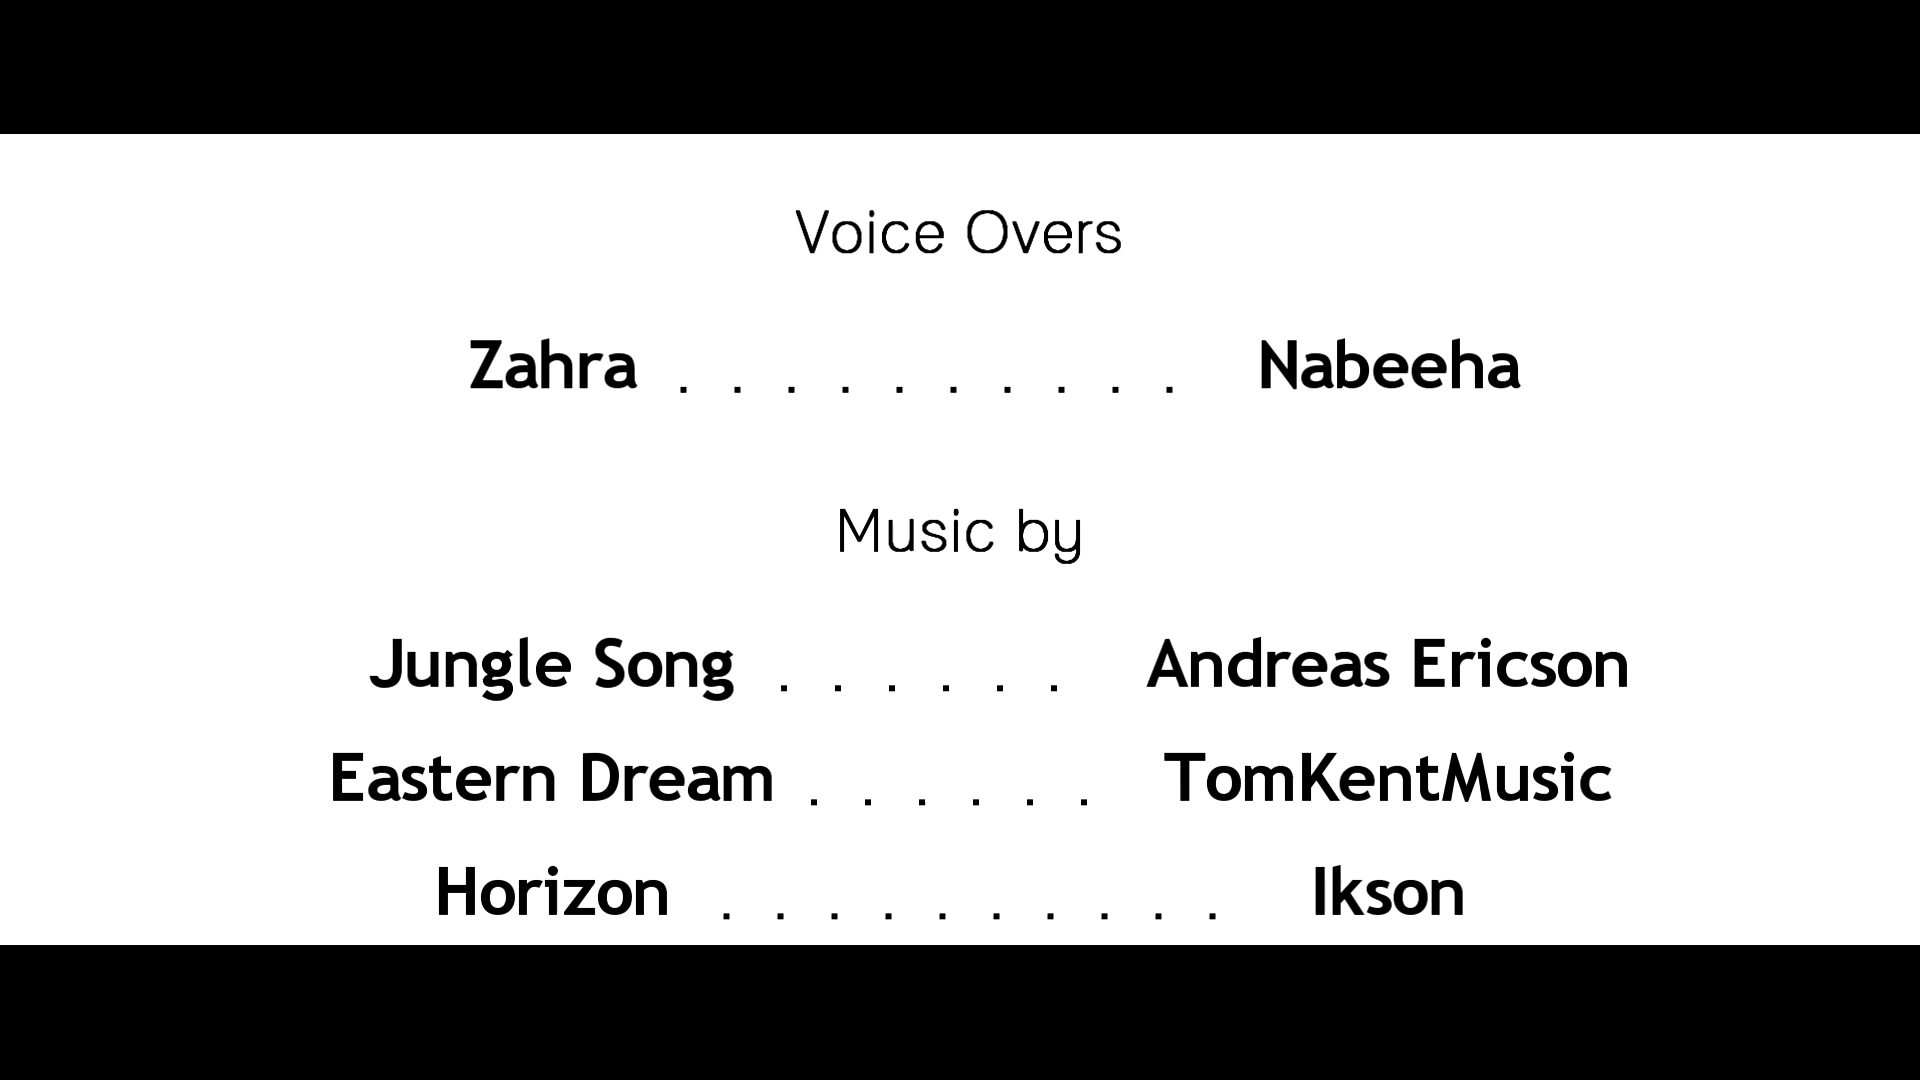 Voice Overs
Zahra . . . . . . . . . . Nabeeha
Music by
Jungle Song . . . . . . Andreas Ericson
Eastern Dream . . . . . . TomKentMusic
Horizon . . . . . . . . . . Ikson